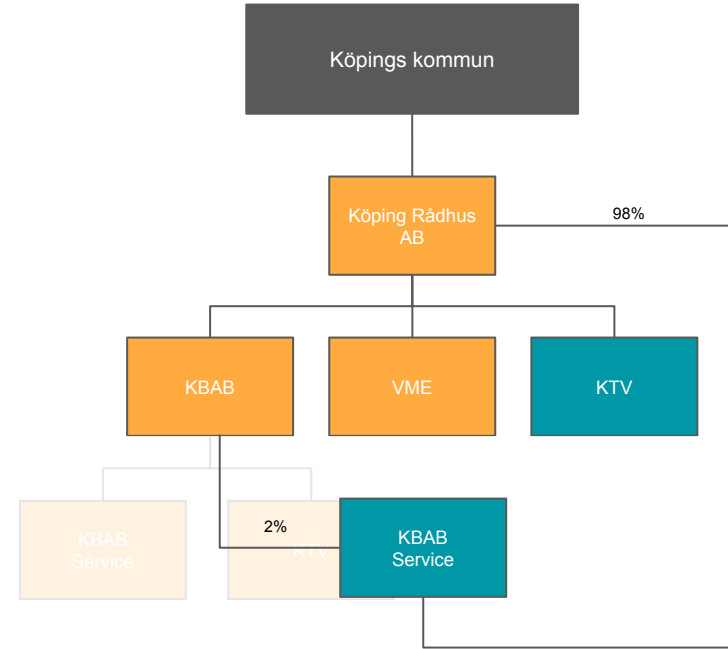 Köpings kommun
Köping Rådhus
AB
98%
KBAB
VME
KTV
KBAB
Service
2%
KTV
KBAB
Service